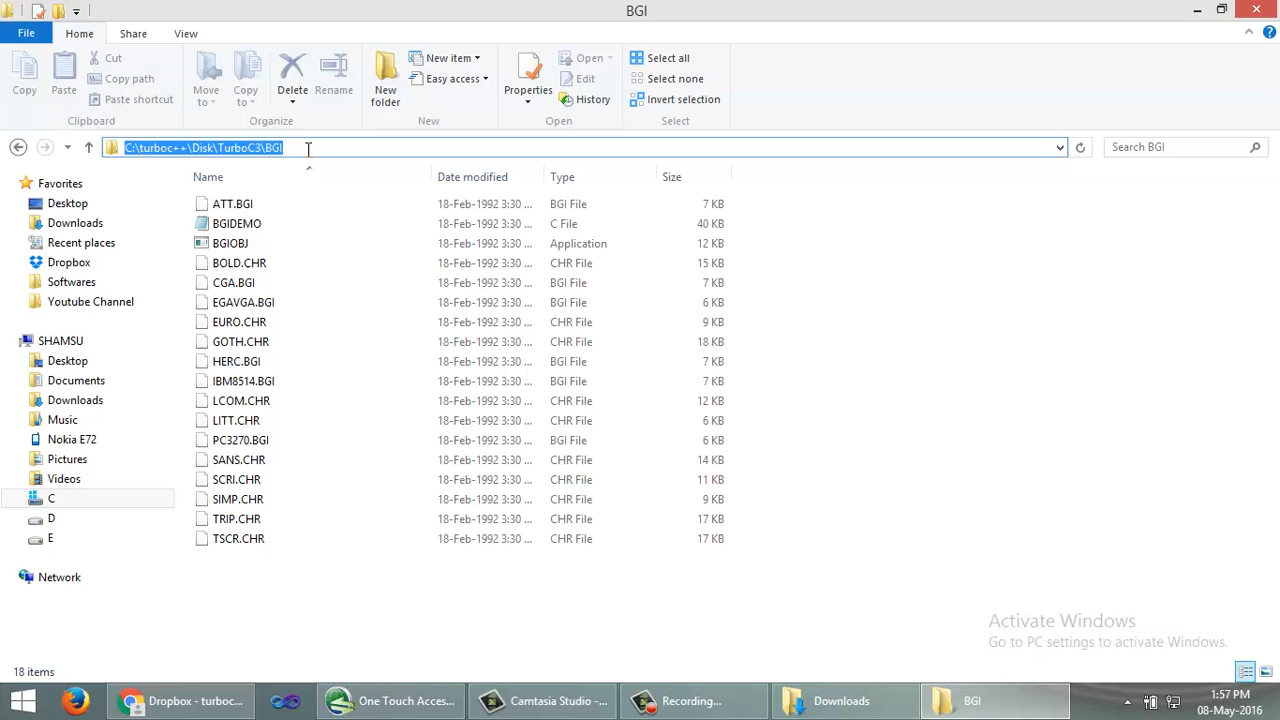 BGI
File Home Share View
Copy
Paste
Cut
Copy path
Paste shortcut
Clipboard
Move to
Copy to
Delete
Rename
Organize
New folder
New item
Easy access
New
Properties
Open
Edit
History
Open
Select all
Select none
Invert selection
Select
C:\turboc++\Disk\TurboC3\BGI
Search BGI
Name Date modified Type Size
Favorites
Desktop
Downloads
Recent places
Dropbox
Softwares
Youtube Channel
SHAMSU
Desktop
Documents
Downloads
Music
Nokia E72
Pictures
Videos
C
D
E
Network
ATT.BGI 18-Feb-1992 3:30 ... BGI File 7 KB
BGIDEMO 18-Feb-1992 3:30 ... C File 40 KB
BGIOBJ 18-Feb-1992 3:30 ... Application 12 KB
BOLD.CHR 18-Feb-1992 3:30 ... CHR File 15 KB
CGA.BGI 18-Feb-1992 3:30 ... BGI File 7 KB
EGAVGA.BGI 18-Feb-1992 3:30 ... BGI File 6 KB
EURO.CHR 18-Feb-1992 3:30 ... CHR File 9 KB
GOTH.CHR 18-Feb-1992 3:30 ... CHR File 18 KB
HERC.BGI 18-Feb-1992 3:30 ... BGI File 7 KB
IBM8514.BGI 18-Feb-1992 3:30 ... BGI File 7 KB
LCOM.CHR 18-Feb-1992 3:30 ... CHR File 12 KB
LITT.CHR 18-Feb-1992 3:30 ... CHR File 6 KB
PC3270.BGI 18-Feb-1992 3:30 ... BGI File 6 KB
SANS.CHR 18-Feb-1992 3:30 ... CHR File 14 KB
SCRI.CHR 18-Feb-1992 3:30 ... CHR File 11 KB
SIMP.CHR 18-Feb-1992 3:30 ... CHR File 9 KB
TRIP.CHR 18-Feb-1992 3:30 ... CHR File 17 KB
TSCR.CHR 18-Feb-1992 3:30 ... CHR File 17 KB
Activate Windows
Go to PC settings to activate Windows.
18 items
Dropbox - turboc...
One Touch Acces...
Camtasia Studio -...
Recording...
Downloads
BGI
1:57 PM
08-May-2016